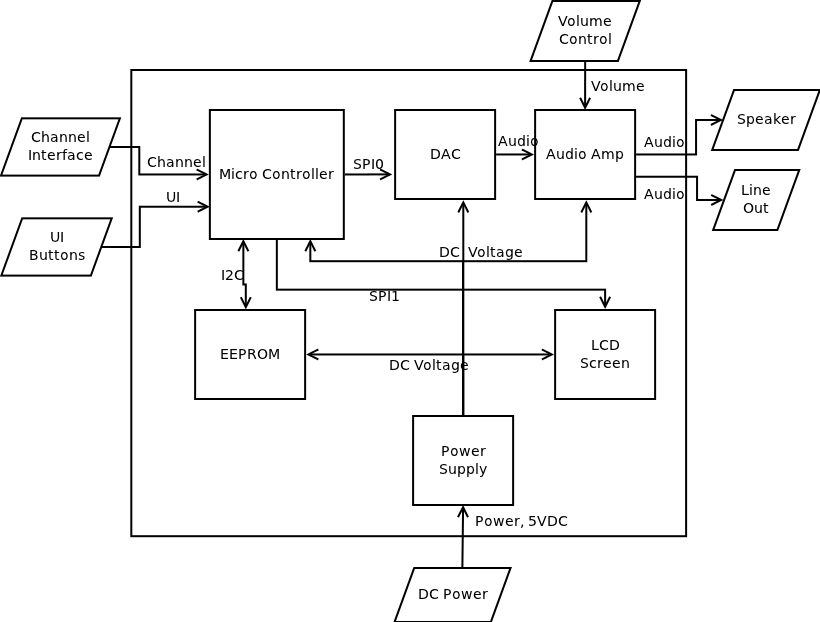 Volume
Control
Volume
Channel
Interface
Channel
UI
UI
Buttons
Micro Controller
SPI0
DAC
Audio
Audio Amp
Audio
Audio
Speaker
Line
Out
I2C
DC Voltage
SPI1
EEPROM
DC Voltage
LCD
Screen
Power
Supply
Power, 5VDC
DC Power